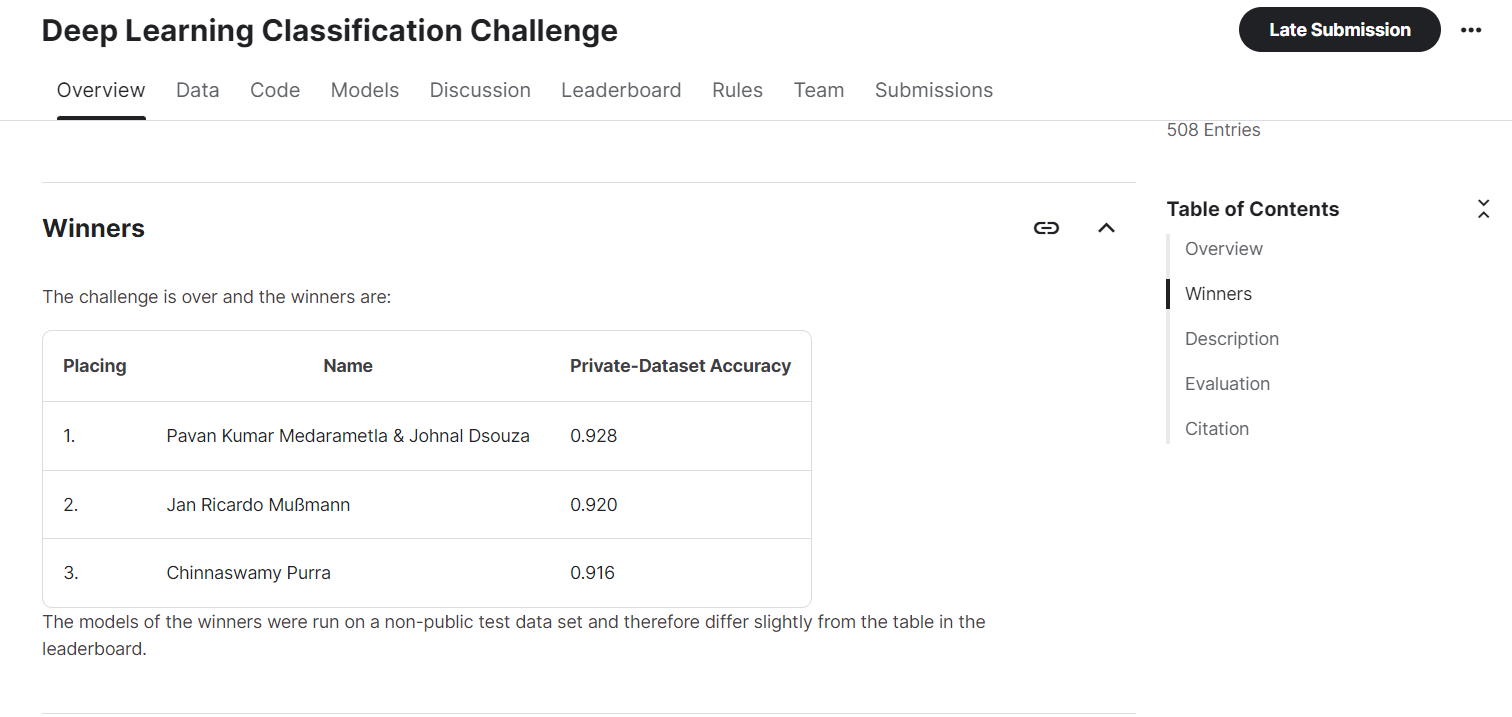 Deep Learning Classification Challenge
Late Submission
Overview Data Code Models Discussion Leaderboard Rules Team Submissions
508 Entries
Winners
The challenge is over and the winners are:
Placing Name Private-Dataset Accuracy
1. Pavan Kumar Medarametla & Johnal Dsouza 0.928
2. Jan Ricardo Mußmann 0.920
3. Chinnaswamy Purra 0.916
The models of the winners were run on a non-public test data set and therefore differ slightly from the table in the
leaderboard.
Table of Contents
Overview
Winners
Description
Evaluation
Citation